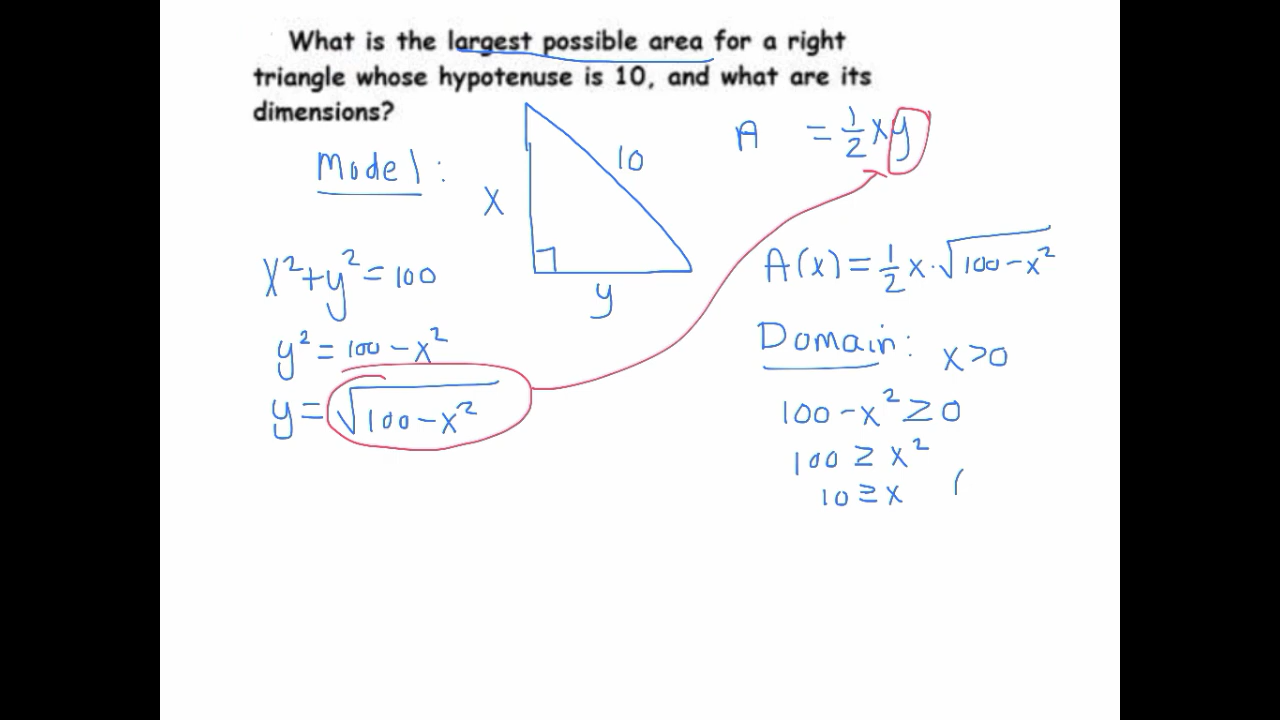 What is the largest possible area for a right
triangle whose hypotenuse is 10, and what are its
dimensions?
Model:
x
10
y
x² + y² = 100
y² = 100 - x²
y = √(100 - x²)
A = ½xy
A(x) = ½x · √(100 - x²)
Domain: x > 0
100 - x² ≥ 0
100 ≥ x²
10 ≥ x (